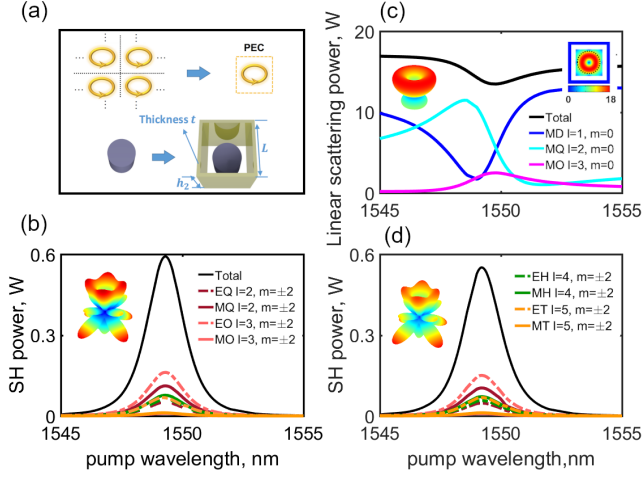 (a)
PEC
Thickness t
L
h2
(c)
Linear scattering power, W
20
10
0
1545
1550
1555
0
18
Total
MD l=1, m=0
MQ l=2, m=0
MO l=3, m=0
(b)
SH power, W
0.6
0.3
0
1545
1550
1555
pump wavelength, nm
Total
EQ l=2, m=±2
MQ l=2, m=±2
EO l=3, m=±2
MO l=3, m=±2
(d)
SH power, W
0.6
0.3
0
1545
1550
1555
pump wavelength,nm
EH l=4, m=±2
MH l=4, m=±2
ET l=5, m=±2
MT l=5, m=±2